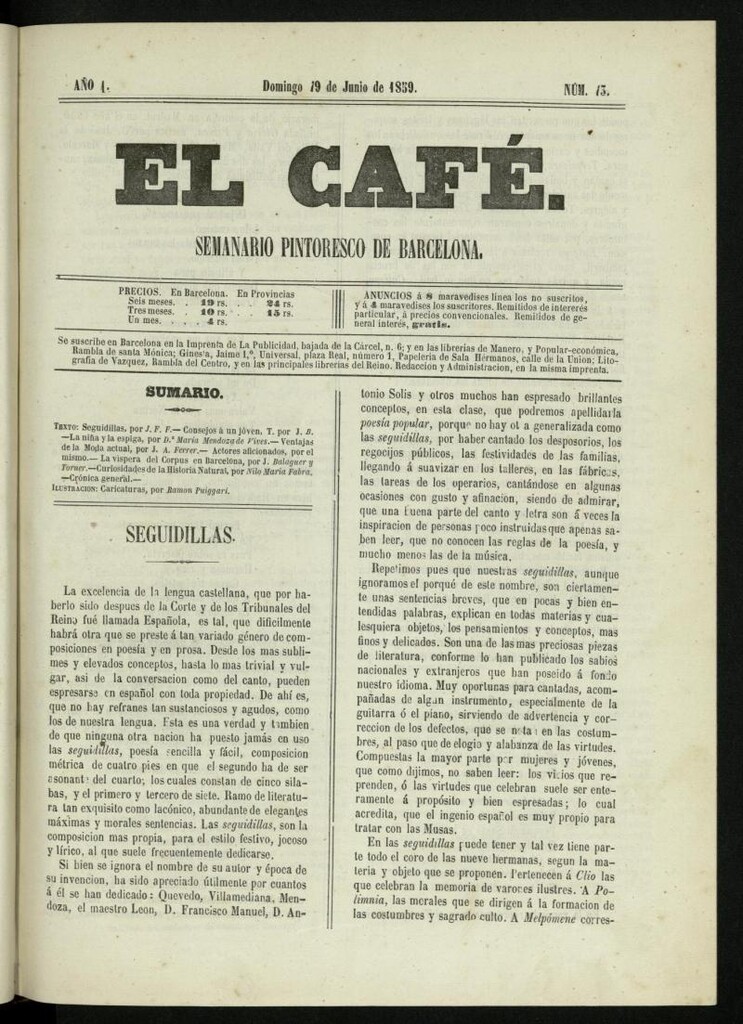 AÑO 1.
Domingo 19 de Junio de 1859.
NÚM. 13.
EL CAFÉ.
SEMANARIO PINTORESCO DE BARCELONA.
PRECIOS. En Barcelona. En Provincias
Seis meses. . 19 rs. . . 24 rs.
Tres meses. . 10 rs. . . 15 rs.
Un mes. . . . 4 rs.
ANUNCIOS á 8 maravedises linea los no suscritos,
y á 4 maravedises los suscritores. Remitidos de intererés
particular, á precios convencionales. Remitidos de ge-
neral interés, gratis.
Se suscribe en Barcelona en la Imprenta de La Publicidad, bajada de la Cárcel, n. 6; y en las librerias de Manero, y Popular-económica,
Rambla de santa Mónica; Ginesta, Jaime 1.º, Universal, plaza Real, número 1, Papeleria de Sala Hermanos, calle de la Union; Lito-
grafia de Vazquez, Rambla del Centro, y en las principales librerias del Reino. Redaccion y Administracion, en la misma imprenta.
SUMARIO.
TEXTO: Seguidillas, por J. F. F.— Consejos á un jóven. T. por J. B.
—La niña y la espiga, por D.ª Maria Mendoza de Vives.— Ventajas
de la Moda actual, por J. A. Ferrer.— Actores aficionados, por el
mismo.— La vispera del Corpus en Barcelona, por J. Balaguer y
Torner.—Curiosidades de la Historia Natural, por Nilo Maria Fabra.
—Crónica general.—
ILUSTRACION: Caricaturas, por Ramon Puiggari.
SEGUIDILLAS.
La excelencia de la lengua castellana, que por ha-
berlo sido despues de la Corte y de los Tribunales del
Reino fué llamada Española, es tal, que dificilmente
habrá otra que se preste á tan variado género de com-
posiciones en poesía y en prosa. Desde los mas subli-
mes y elevados conceptos, hasta lo mas trivial y vul-
gar, asi de la conversacion como del canto, pueden
espresarse en español con toda propiedad. De ahí es,
que no hay refranes tan sustanciosos y agudos, como
los de nuestra lengua. Esta es una verdad y tambien
de que ninguna otra nacion ha puesto jamás en uso
las seguidillas, poesía sencilla y fácil, composicion
métrica de cuatro pies en que el segundo ha de ser
asonante del cuarto; los cuales constan de cinco sila-
bas, y el primero y tercero de siete. Ramo de literatu-
ra tan exquisito como lacónico, abundante de elegantes
máximas y morales sentencias. Las seguidillas, son la
composicion mas propia, para el estilo festivo, jocoso
y lírico, al que suele frecuentemente dedicarse.
Si bien se ignora el nombre de su autor y época de
su invencion, ha sido apreciado útilmente por cuantos
á él se han dedicado: Quevedo, Villamediana, Men-
doza, el maestro Leon, D. Francisco Manuel, D. An-
tonio Solis y otros muchos han espresado brillantes
conceptos, en esta clase, que podremos apellidarla
poesía popular, porque no hay otra generalizada como
las seguidillas, por haber cantado los desposorios, los
regocijos públicos, las festividades de las familias,
llegando á suavizar en los talleres, en las fábricas,
las tareas de los operarios, cantándose en algunas
ocasiones con gusto y afinacion, siendo de admirar,
que una buena parte del canto y letra son á veces la
inspiracion de personas poco instruidas que apenas sa-
ben leer, que no conocen las reglas de la poesía, y
mucho menos las de la música.
Repetimos pues que nuestras seguidillas, aunque
ignoramos el porqué de este nombre, son ciertamen-
te unas sentencias breves, que en pocas y bien en-
tendidas palabras, explican en todas materias y cua-
lesquiera objetos, los pensamientos y conceptos, mas
finos y delicados. Son una de las mas preciosas piezas
de literatura, conforme lo han publicado los sabios
nacionales y extranjeros que han poseido á fondo
nuestro idioma. Muy oportunas para cantadas, acom-
pañadas de algun instrumento, especialmente de la
guitarra ó el piano, sirviendo de advertencia y cor-
reccion de los defectos, que se notan en las costum-
bres, al paso que de elogio y alabanza de las virtudes.
Compuestas la mayor parte por mujeres y jóvenes,
que como dijimos, no saben leer: los vicios que re-
prenden, ó las virtudes que celebran suele ser ente-
ramente á propósito y bien espresadas; lo cual
acredita, que el ingenio español es muy propio para
tratar con las Musas.
En las seguidillas puede tener y tal vez tiene par-
te todo el coro de las nueve hermanas, segun la ma-
teria y objeto que se proponen. Pertenecen á Clio las
que celebran la memoria de varones ilustres. A Po-
limnia, las morales que se dirigen á la formacion de
las costumbres y sagrado culto. A Melpómene corres-